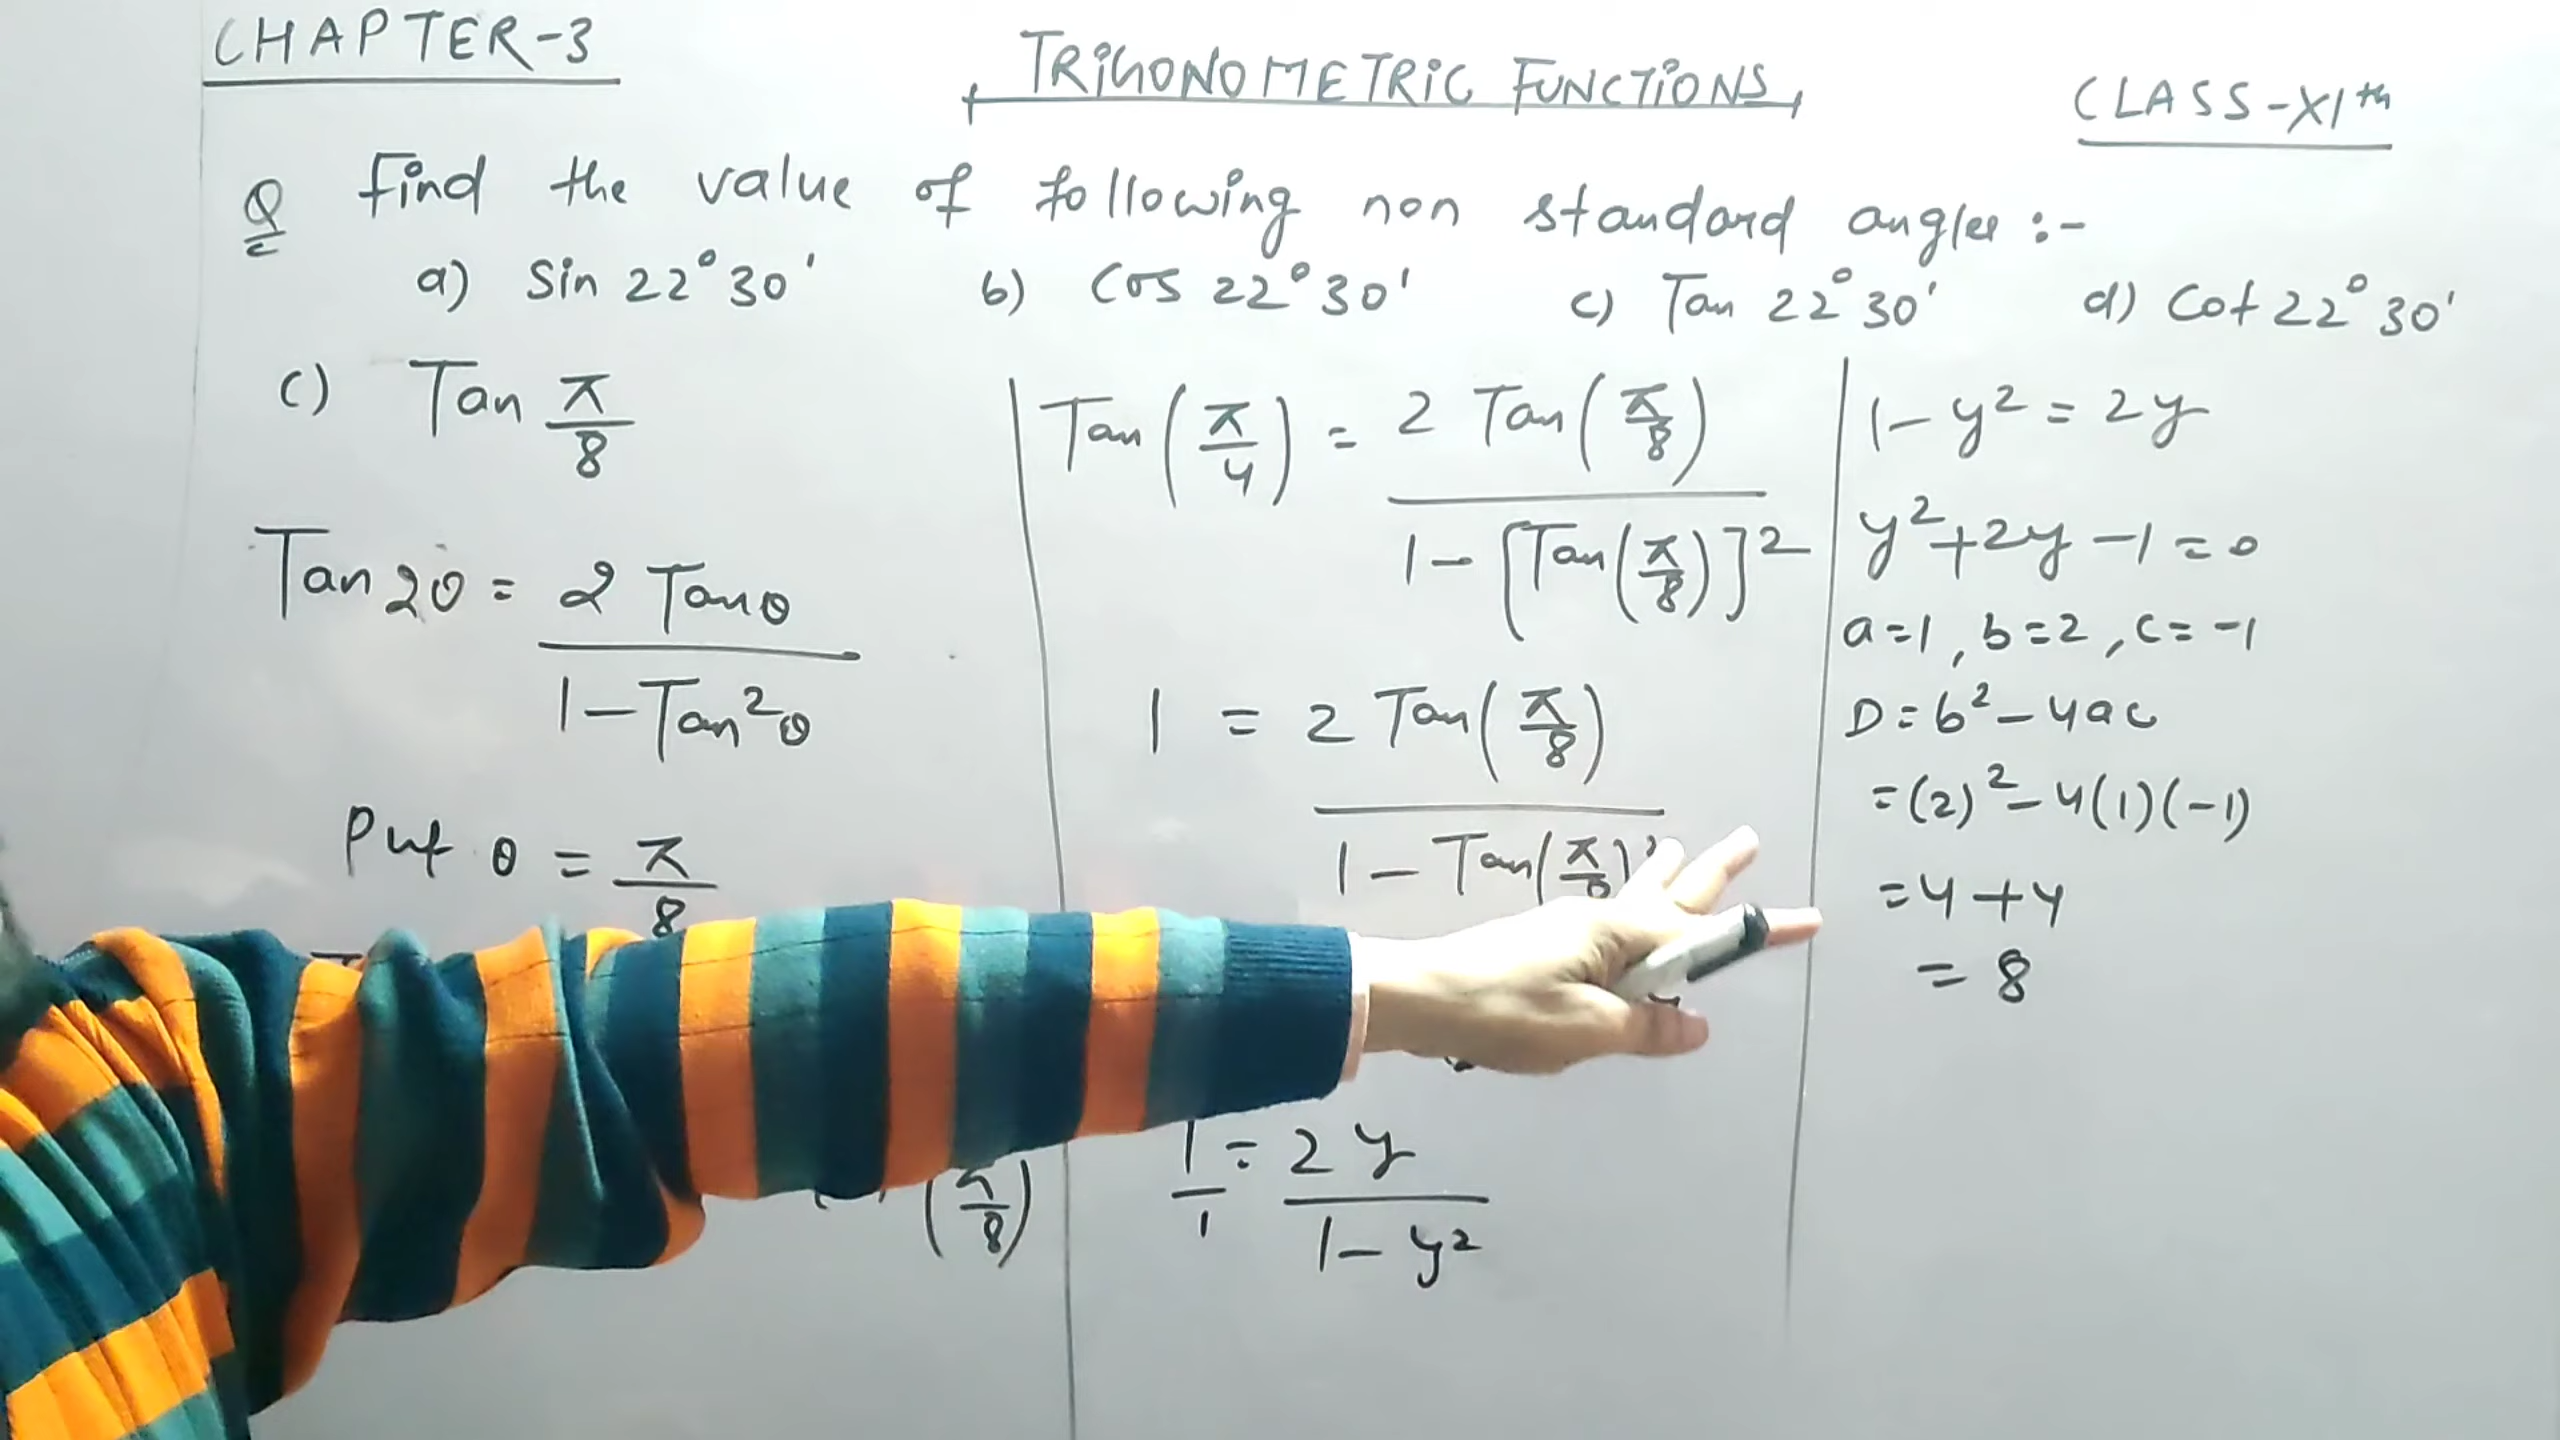 CHAPTER-3
TRIGONOMETRIC FUNCTIONS
CLASS-XIth
Q Find the value of following non standard angles :-
a) Sin 22°30' b) Cos 22°30' c) Tan 22°30' d) Cot 22°30'
c) Tan π/8
Tan 2θ = 2 Tanθ / 1 - Tan²θ
Put θ = π/8
(π/8)
Tan(π/4) = 2 Tan(π/8) / 1 - [Tan(π/8)]²
1 = 2 Tan(π/8) / 1 - Tan(π/8)²
1/1 = 2y / 1 - y²
1 - y² = 2y
y² + 2y - 1 = 0
a = 1, b = 2, c = -1
D = b² - 4ac
= (2)² - 4(1)(-1)
= 4 + 4
= 8